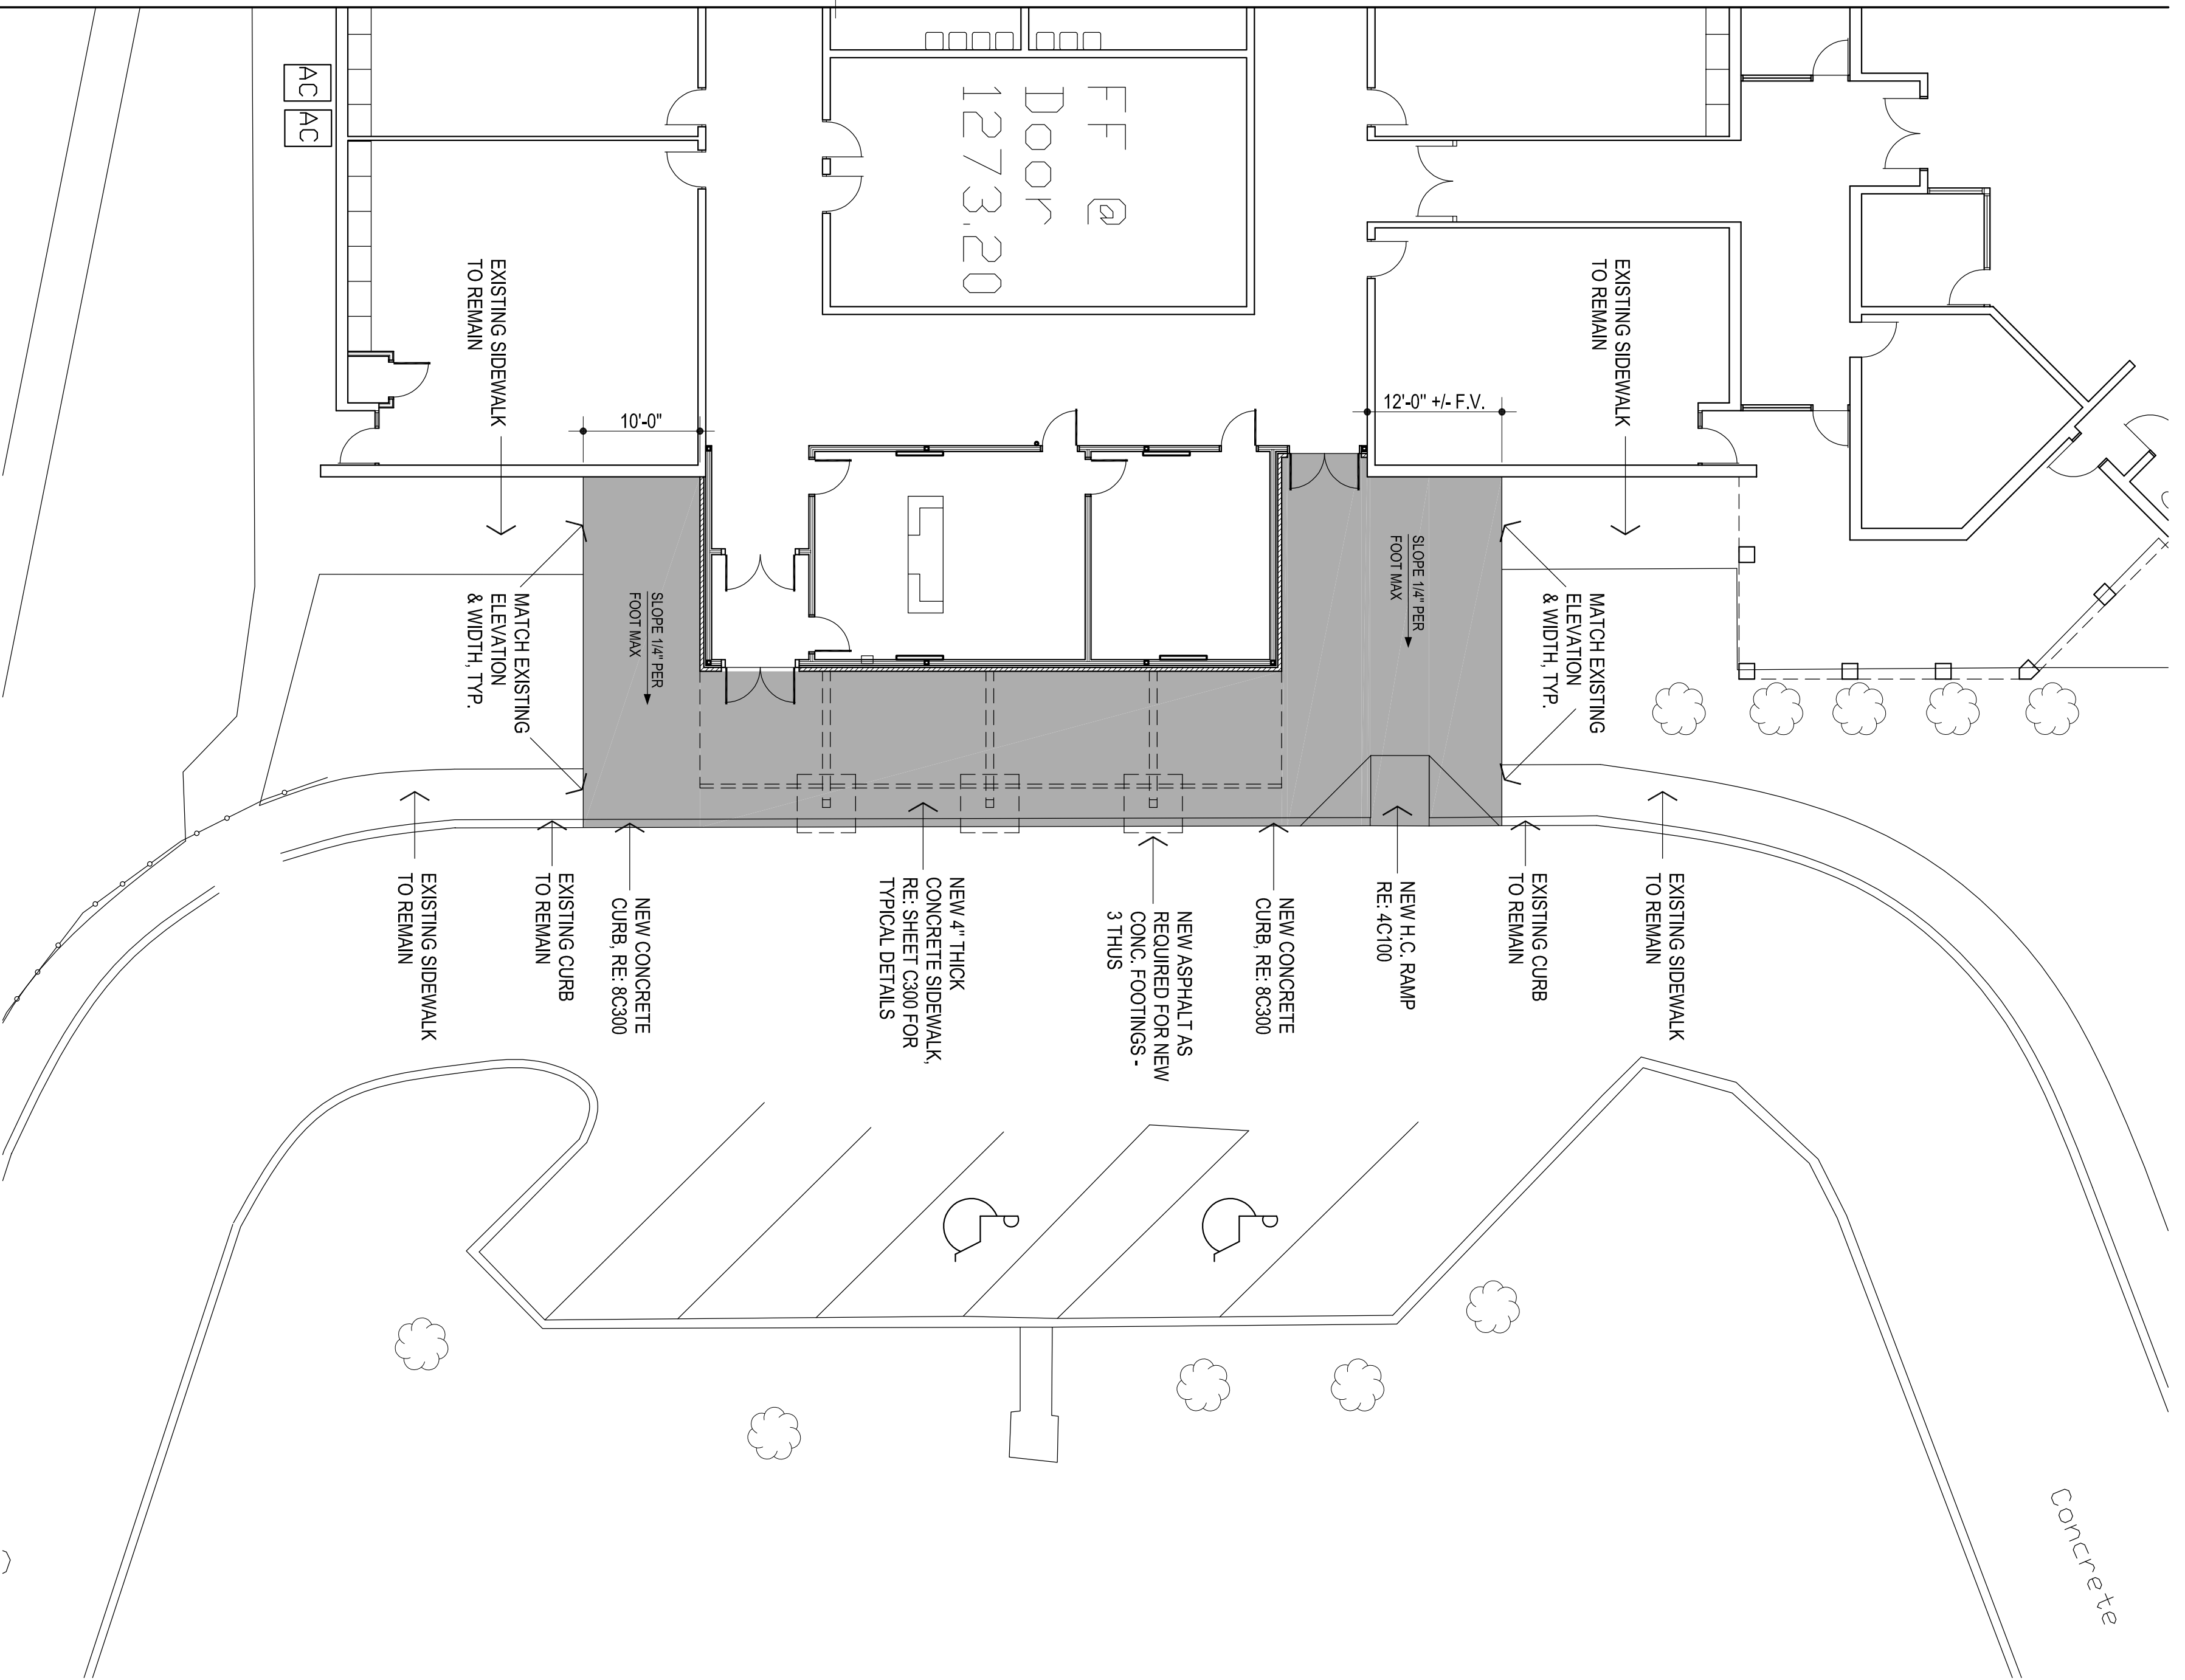 AC
AC
FF @
Door
1273.20
EXISTING SIDEWALK
TO REMAIN
EXISTING SIDEWALK
TO REMAIN
10'-0"
12'-0" +/- F.V.
SLOPE 1/4" PER
FOOT MAX
SLOPE 1/4" PER
FOOT MAX
MATCH EXISTING
ELEVATION
& WIDTH, TYP.
MATCH EXISTING
ELEVATION
& WIDTH, TYP.
EXISTING SIDEWALK
TO REMAIN
EXISTING CURB
TO REMAIN
NEW CONCRETE
CURB, RE: 8C300
NEW 4" THICK
CONCRETE SIDEWALK,
RE: SHEET C300 FOR
TYPICAL DETAILS
NEW ASPHALT AS
REQUIRED FOR NEW
CONC. FOOTINGS -
3 THUS
NEW CONCRETE
CURB, RE: 8C300
NEW H.C. RAMP
RE: 4C100
EXISTING CURB
TO REMAIN
EXISTING SIDEWALK
TO REMAIN
Concrete